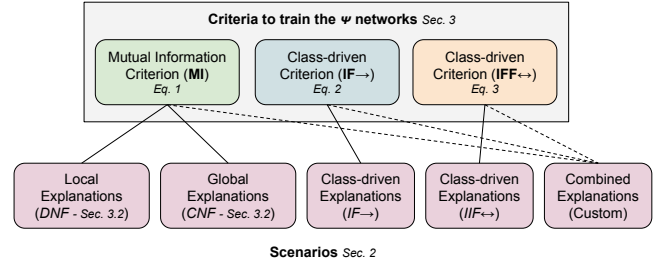 Criteria to train the Ψ networks Sec. 3
Mutual Information
Criterion (MI)
Eq. 1
Class-driven
Criterion (IF→)
Eq. 2
Class-driven
Criterion (IFF↔)
Eq. 3
Local
Explanations
(DNF - Sec. 3.2)
Global
Explanations
(CNF - Sec. 3.2)
Class-driven
Explanations
(IF→)
Class-driven
Explanations
(IIF↔)
Combined
Explanations
(Custom)
Scenarios Sec. 2